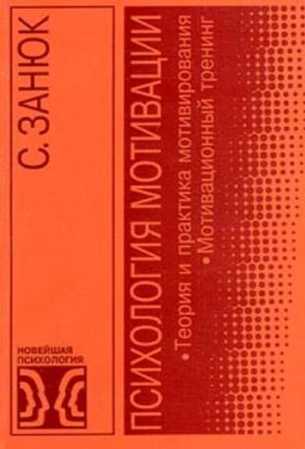 С. ЗАНЮК
ПСИХОЛОГИЯ МОТИВАЦИИ
•Теория и практика мотивирования
•Мотивационный тренинг
НОВЕЙШАЯ
ПСИХОЛОГИЯ